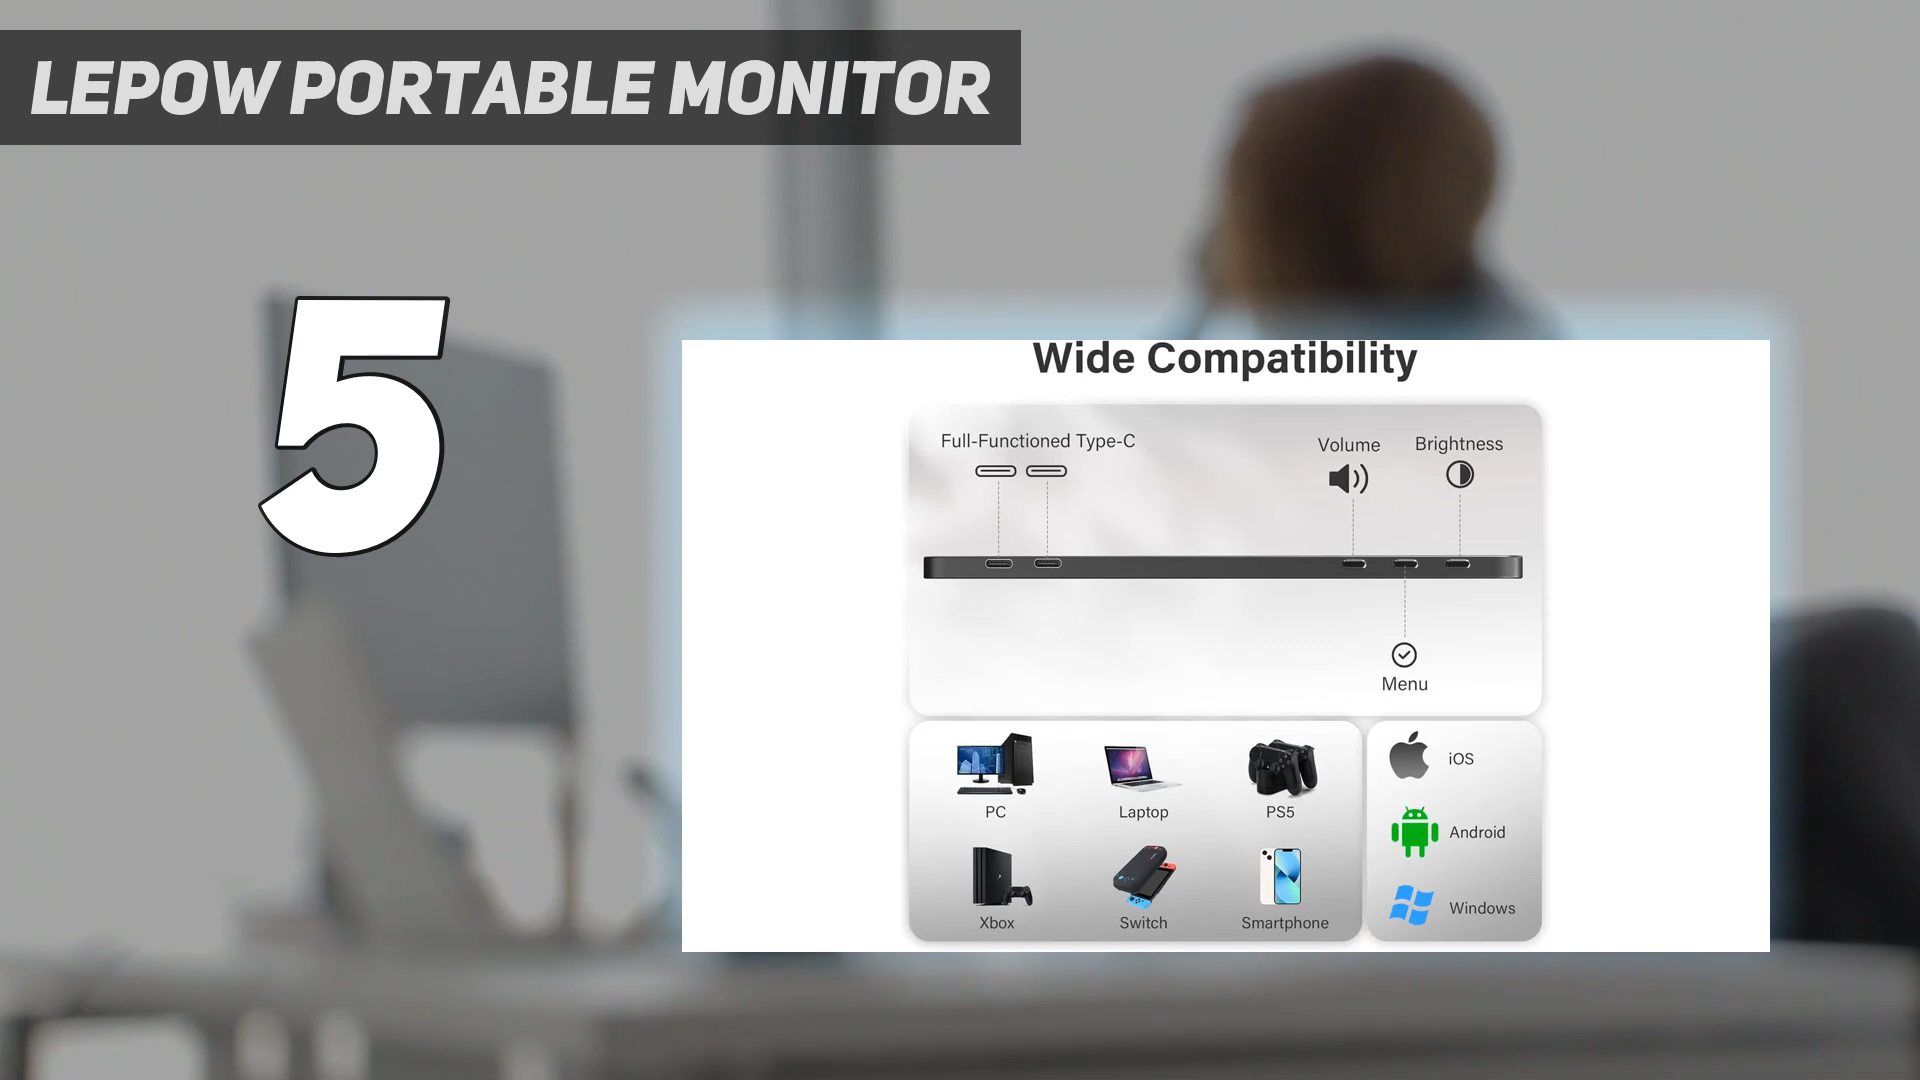 LEPOW PORTABLE MONITOR
5
Wide Compatibility
Full-Functioned Type-C
Volume Brightness
Menu
PC Laptop PS5
Xbox Switch Smartphone
iOS
Android
Windows